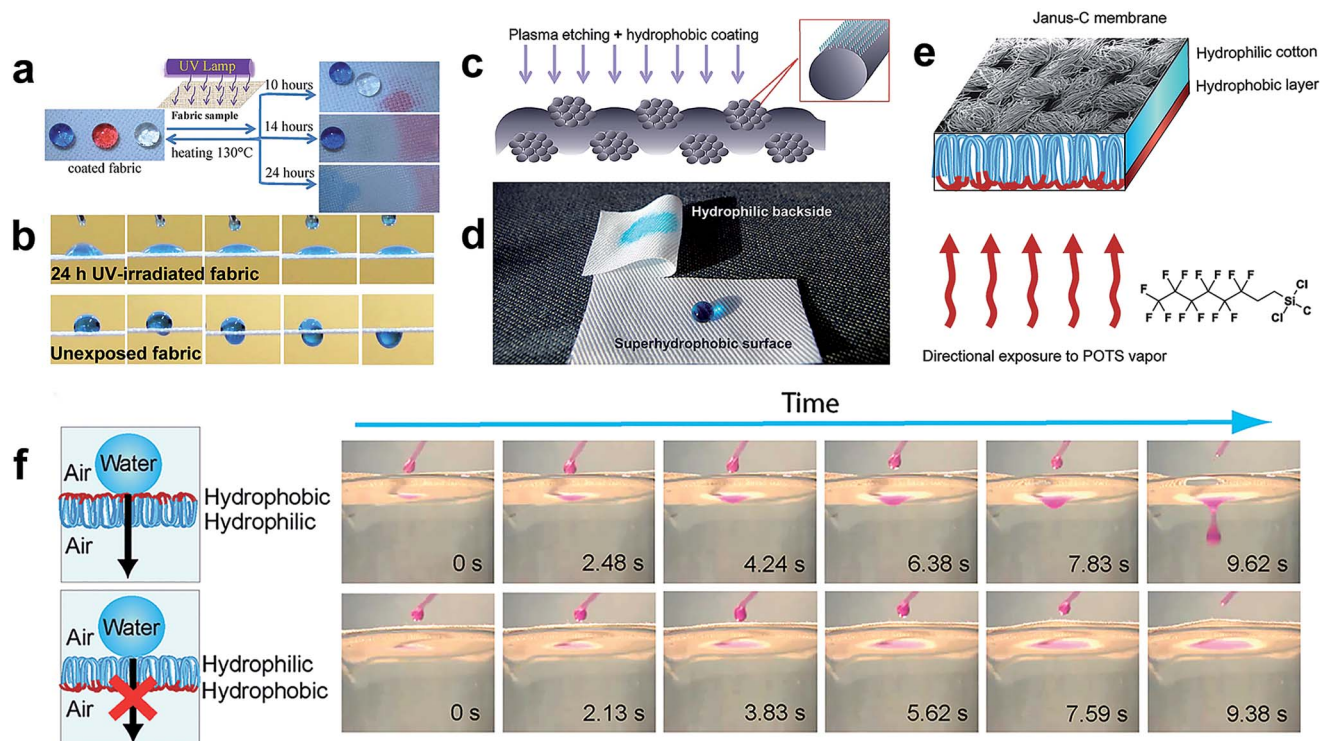 a
UV Lamp
Fabric sample
10 hours
14 hours
heating 130°C
24 hours
coated fabric
b
24 h UV-irradiated fabric
Unexposed fabric
c
Plasma etching + hydrophobic coating
d
Hydrophilic backside
Superhydrophobic surface
e
Janus-C membrane
Hydrophilic cotton
Hydrophobic layer
F F F F F F
F
F
F F F F F F
Si
Cl
Cl
C
Directional exposure to POTS vapor
Time
f
Air
Water
Hydrophobic
Hydrophilic
Air
0 s
2.48 s
4.24 s
6.38 s
7.83 s
9.62 s
Air
Water
Hydrophilic
Hydrophobic
Air
0 s
2.13 s
3.83 s
5.62 s
7.59 s
9.38 s